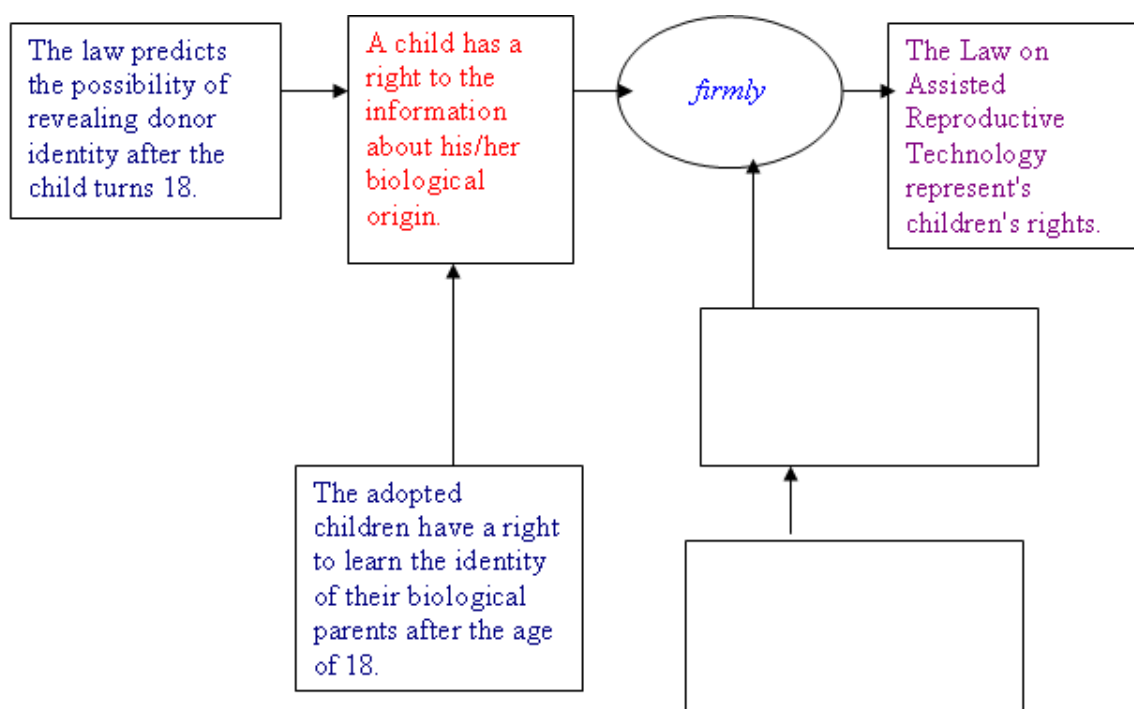 The law predicts
the possibility of
revealing donor
identity after the
child turns 18.
A child has a
right to the
information
about his/her
biological
origin.
firmly
The Law on
Assisted
Reproductive
Technology
represent's
children's rights.
The adopted
children have a right
to learn the identity
of their biological
parents after the age
of 18.